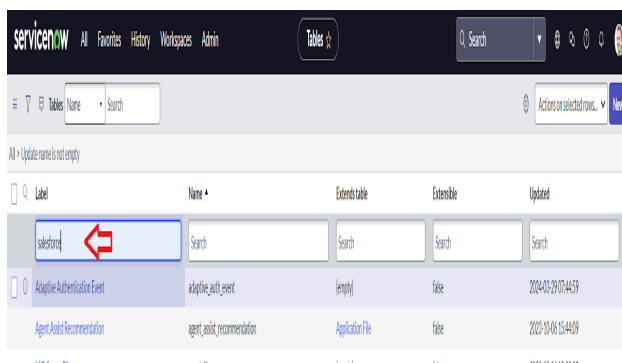 servicenow All Favorites History Workspaces Admin Tables ☆ Search
Tables Name Search Actions on selected rows... New
All > Update name is not empty
Label Name ▲ Extends table Extensible Updated
salesforce Search Search Search Search
Adaptive Authentication Event adaptive_auth_event (empty) false 2024-03-29 07:44:59
Agent Assist Recommendation agent_assist_recommendation Application File false 2023-10-06 15:44:09